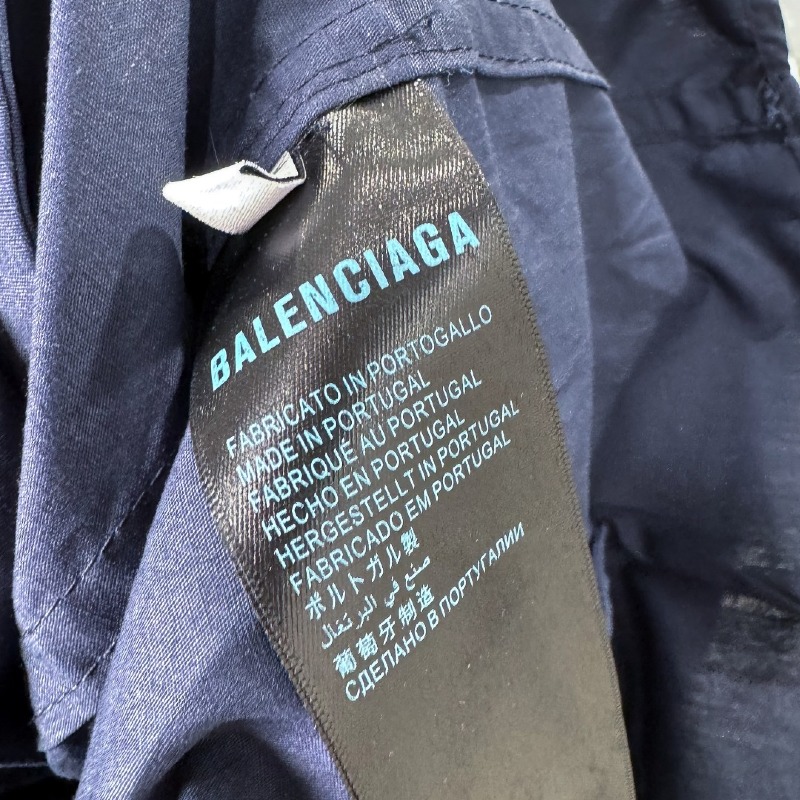 BALENCIAGA
FABRICATO IN PORTOGALLO
MADE IN PORTUGAL
FABRIQUE AU PORTUGAL
HECHO EN PORTUGAL
HERGESTELLT IN PORTUGAL
FABRICADO EM PORTUGAL
ポルトガル製
صنع في البرتغال
葡萄牙制造
СДЕЛАНО В ПОРТУГАЛИИ